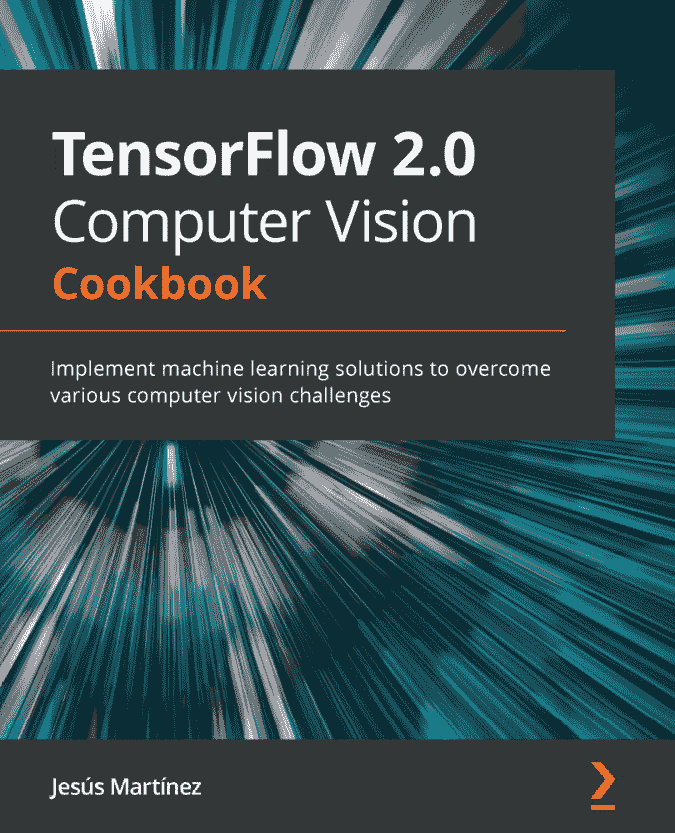 TensorFlow 2.0
Computer Vision
Cookbook
Implement machine learning solutions to overcome
various computer vision challenges
Jesús Martínez